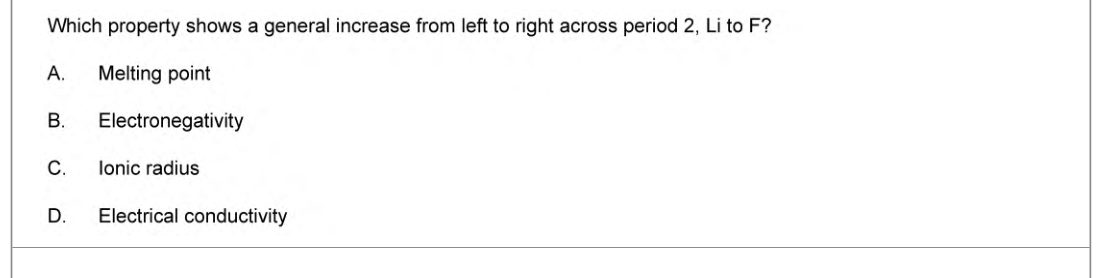 Which property shows a general increase from left to right across period 2, Li to F?
A. Melting point
B. Electronegativity
C. Ionic radius
D. Electrical conductivity